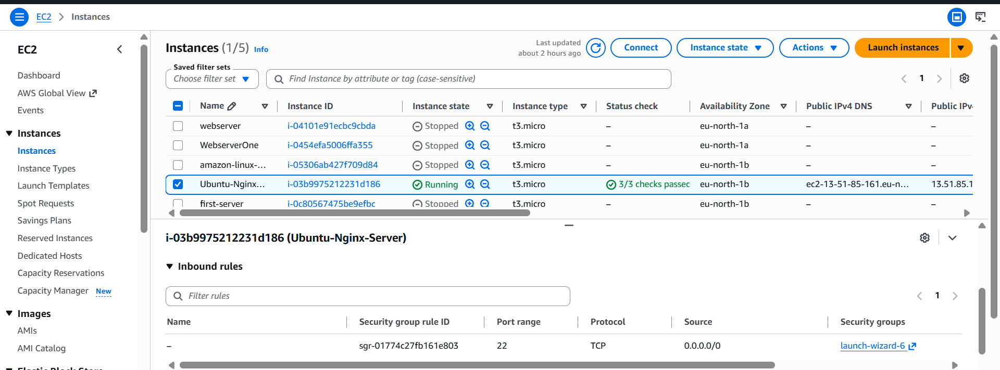 EC2 > Instances
EC2
Dashboard
AWS Global View
Events
Instances
Instances
Instance Types
Launch Templates
Spot Requests
Savings Plans
Reserved Instances
Dedicated Hosts
Capacity Reservations
Capacity Manager New
Images
AMIs
AMI Catalog
Elastic Block Store
Instances (1/5) Info
Last updated
about 2 hours ago
Connect
Instance state
Actions
Launch instances
Saved filter sets
Choose filter set
Find Instance by attribute or tag (case-sensitive)
1
Name Instance ID Instance state Instance type Status check Availability Zone Public IPv4 DNS Public IPv4
webserver i-04101e91ecbc9cbda Stopped t3.micro – eu-north-1a – –
WebserverOne i-0454efa5006ffa355 Stopped t3.micro – eu-north-1a – –
amazon-linux-... i-05306ab427f709d84 Stopped t3.micro – eu-north-1b – –
Ubuntu-Nginx... i-03b9975212231d186 Running t3.micro 3/3 checks passed eu-north-1b ec2-13-51-85-161.eu-n... 13.51.85.1
first-server i-0c80567475be9efbc Stopped t3.micro – eu-north-1b – –
i-03b9975212231d186 (Ubuntu-Nginx-Server)
Inbound rules
Filter rules
1
Name Security group rule ID Port range Protocol Source Security groups
– sgr-01774c27fb161e803 22 TCP 0.0.0.0/0 launch-wizard-6